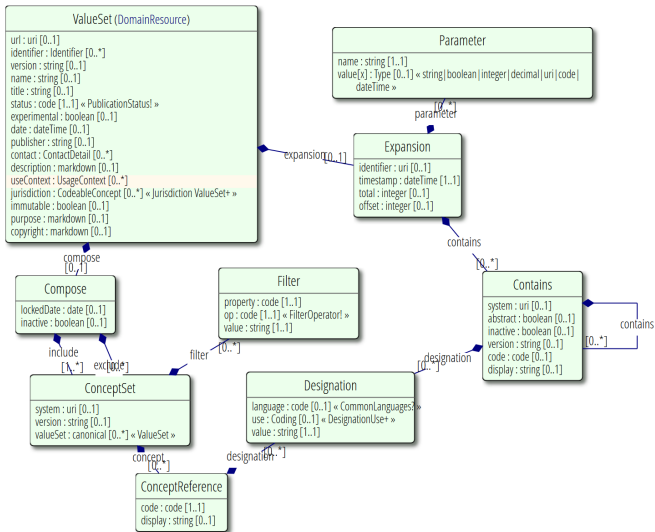 ValueSet (DomainResource)
url : uri [0..1]
identifier : Identifier [0..*]
version : string [0..1]
name : string [0..1]
title : string [0..1]
status : code [1..1] « PublicationStatus! »
experimental : boolean [0..1]
date : dateTime [0..1]
publisher : string [0..1]
contact : ContactDetail [0..*]
description : markdown [0..1]
useContext : UsageContext [0..*]
jurisdiction : CodeableConcept [0..*] « Jurisdiction ValueSet+ »
immutable : boolean [0..1]
purpose : markdown [0..1]
copyright : markdown [0..1]
Parameter
name : string [1..1]
value[x] : Type [0..1] « string|boolean|integer|decimal|uri|code|
dateTime »
[0..*]
parameter
expansion
[0..1]
Expansion
identifier : uri [0..1]
timestamp : dateTime [1..1]
total : integer [0..1]
offset : integer [0..1]
contains
[0..*]
compose
[0..1]
Compose
lockedDate : date [0..1]
inactive : boolean [0..1]
Filter
property : code [1..1]
op : code [1..1] « FilterOperator! »
value : string [1..1]
[0..*]
filter
Contains
system : uri [0..1]
abstract : boolean [0..1]
inactive : boolean [0..1]
version : string [0..1]
code : code [0..1]
display : string [0..1]
contains
[0..*]
include
[1..*]
exclude
[0..*]
designation
[0..*]
ConceptSet
system : uri [0..1]
version : string [0..1]
valueSet : canonical [0..*] « ValueSet »
Designation
language : code [0..1] « CommonLanguages? »
use : Coding [0..1] « DesignationUse+ »
value : string [1..1]
concept
[0..*]
designation
[0..*]
ConceptReference
code : code [1..1]
display : string [0..1]